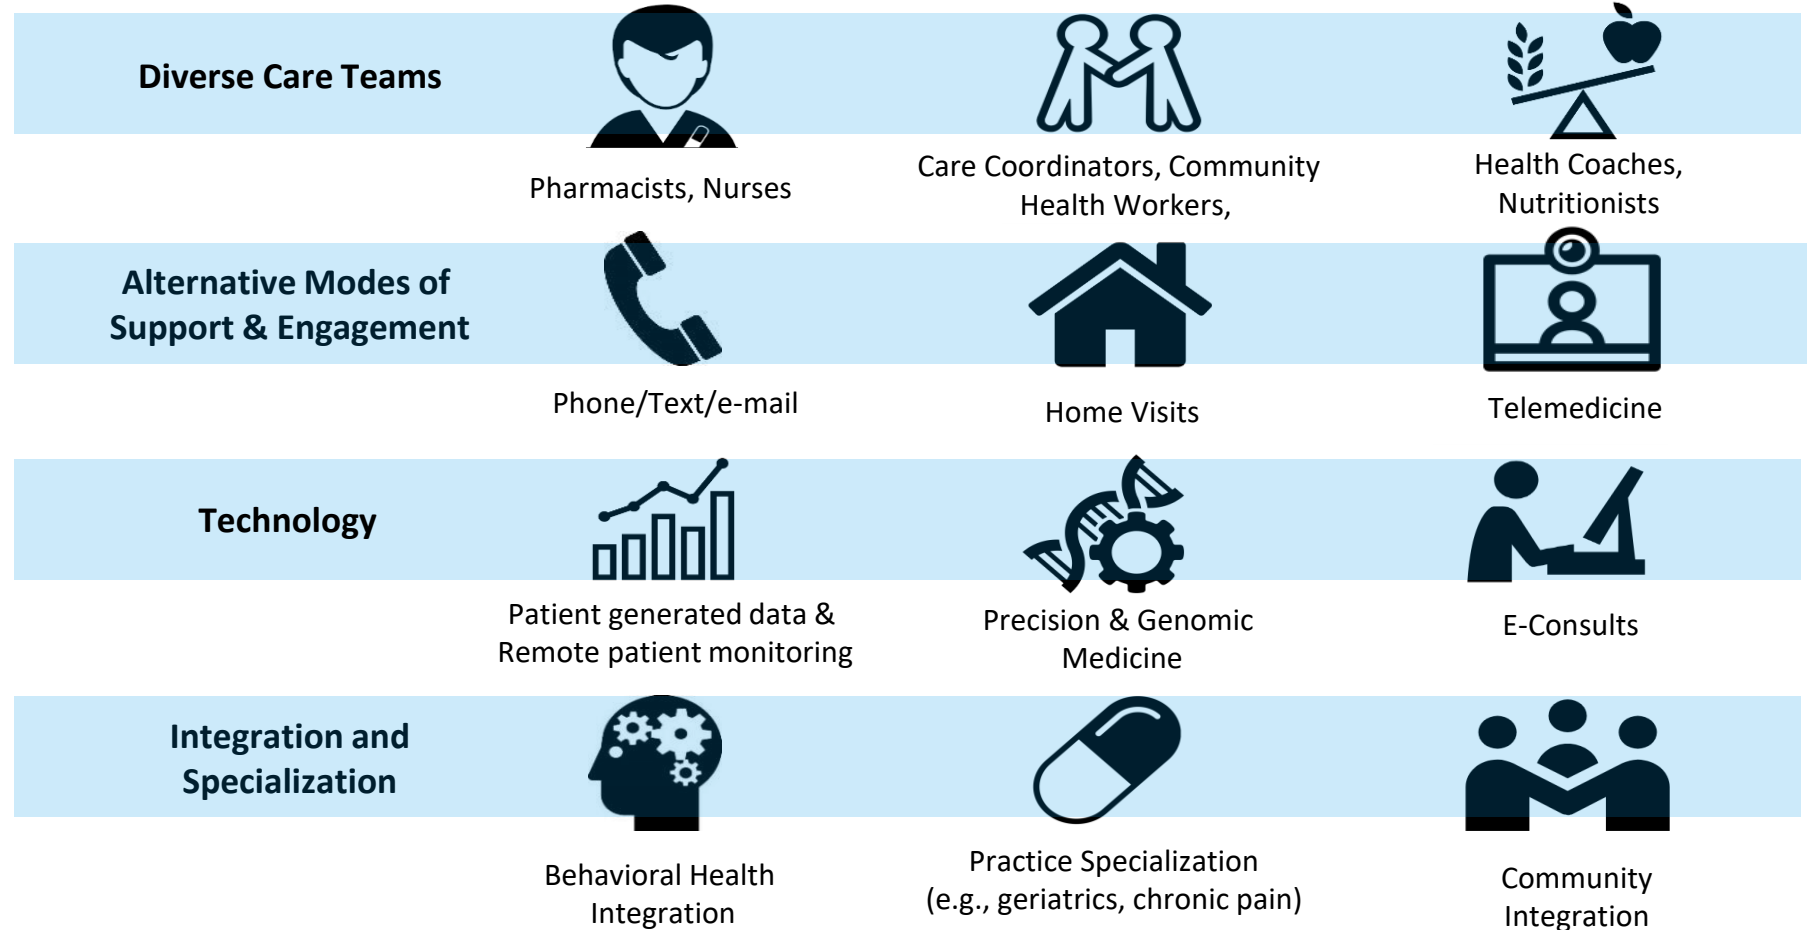 Diverse Care Teams
Pharmacists, Nurses
Care Coordinators, Community
Health Workers,
Health Coaches,
Nutritionists
Alternative Modes of
Support & Engagement
Phone/Text/e-mail
Home Visits
Telemedicine
Technology
Patient generated data &
Remote patient monitoring
Precision & Genomic
Medicine
E-Consults
Integration and
Specialization
Behavioral Health
Integration
Practice Specialization
(e.g., geriatrics, chronic pain)
Community
Integration